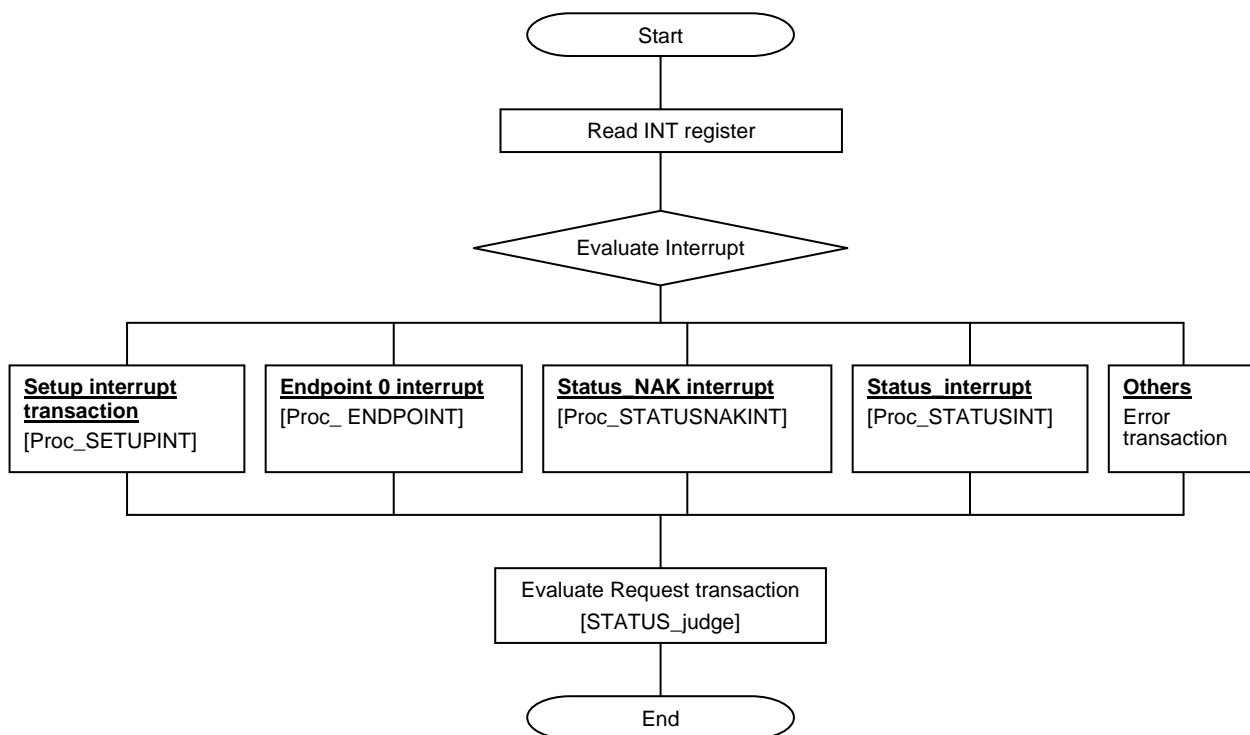 Start
Read INT register
Evaluate Interrupt
Setup interrupt
transaction
[Proc_SETUPINT]
Endpoint 0 interrupt
[Proc_ ENDPOINT]
Status_NAK interrupt
[Proc_STATUSNAKINT]
Status_interrupt
[Proc_STATUSINT]
Others
Error
transaction
Evaluate Request transaction
[STATUS_judge]
End